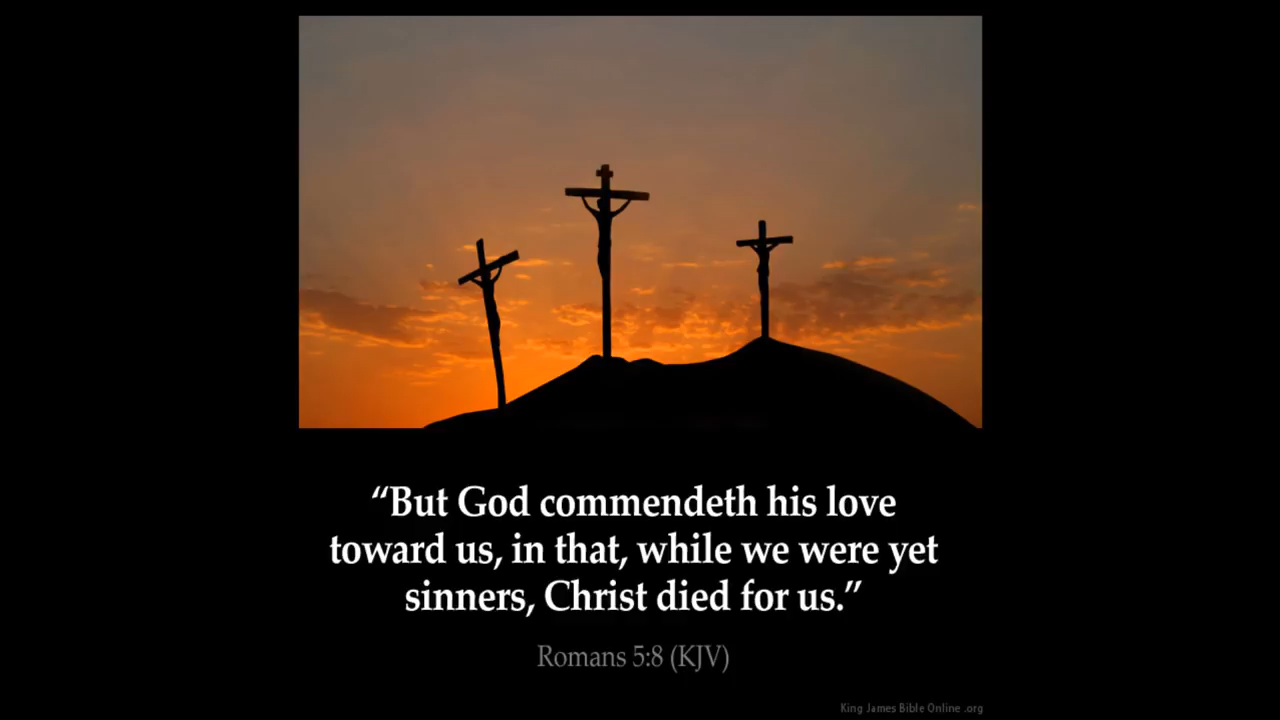 “But God commendeth his love
toward us, in that, while we were yet
sinners, Christ died for us.”
Romans 5:8 (KJV)
King James Bible Online .org